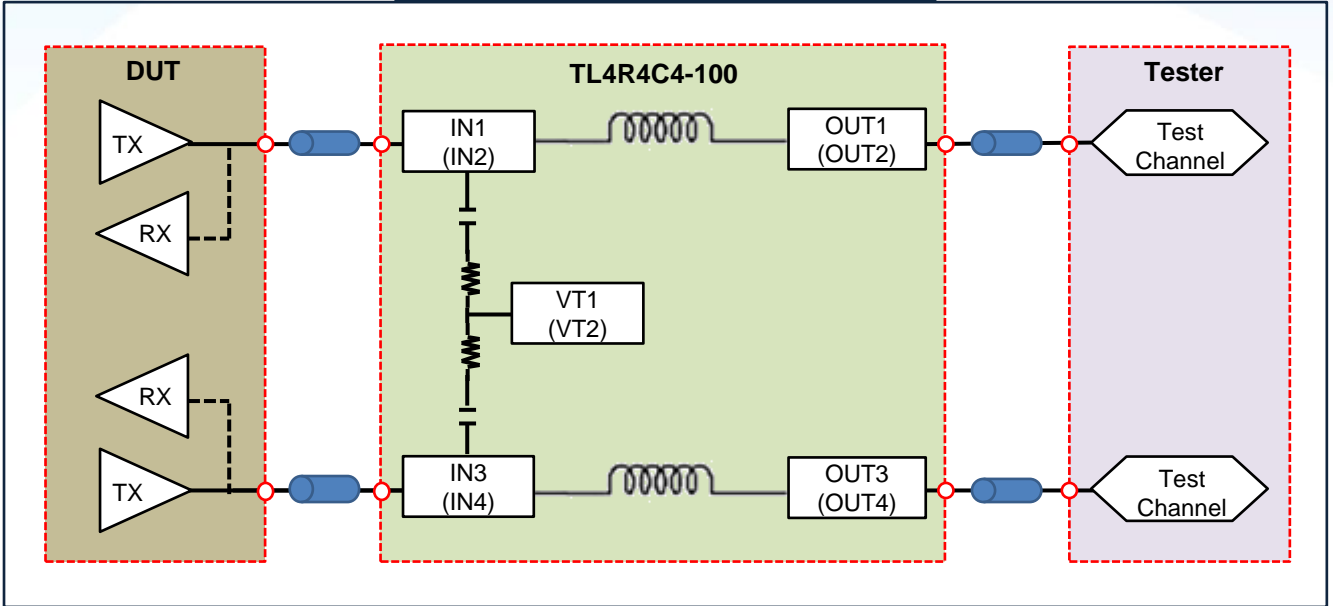 DUT
TL4R4C4-100
Tester
TX
IN1
(IN2)
OUT1
(OUT2)
Test
Channel
RX
VT1
(VT2)
RX
TX
IN3
(IN4)
OUT3
(OUT4)
Test
Channel